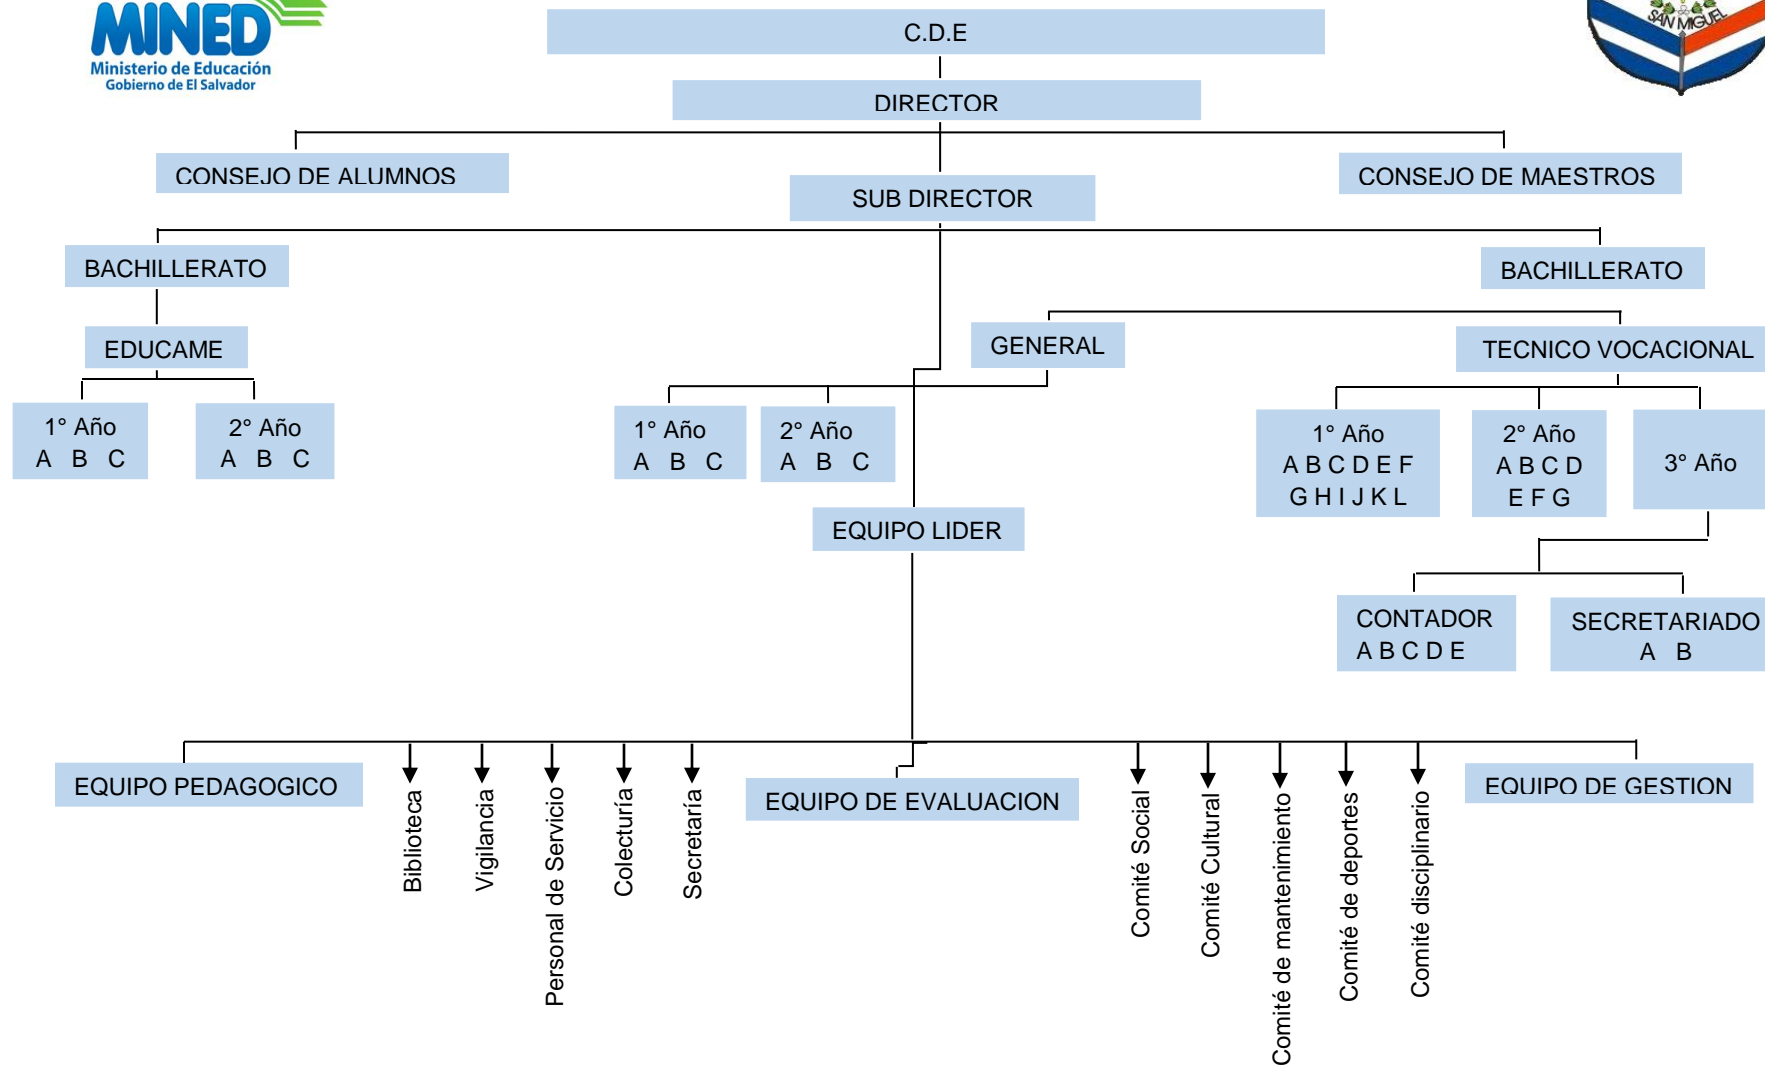 MINED
Ministerio de Educación
Gobierno de El Salvador
SAN MIGUEL
C.D.E
DIRECTOR
CONSEJO DE ALUMNOS
CONSEJO DE MAESTROS
SUB DIRECTOR
BACHILLERATO
BACHILLERATO
EDUCAME
GENERAL
TECNICO VOCACIONAL
1° Año
A B C
2° Año
A B C
1° Año
A B C
2° Año
A B C
1° Año
A B C D E F
G H I J K L
2° Año
A B C D
E F G
3° Año
EQUIPO LIDER
CONTADOR
A B C D E
SECRETARIADO
A B
EQUIPO PEDAGOGICO
Biblioteca
Vigilancia
Personal de Servicio
Colecturía
Secretaría
EQUIPO DE EVALUACION
Comité Social
Comité Cultural
Comité de mantenimiento
Comité de deportes
Comité disciplinario
EQUIPO DE GESTION